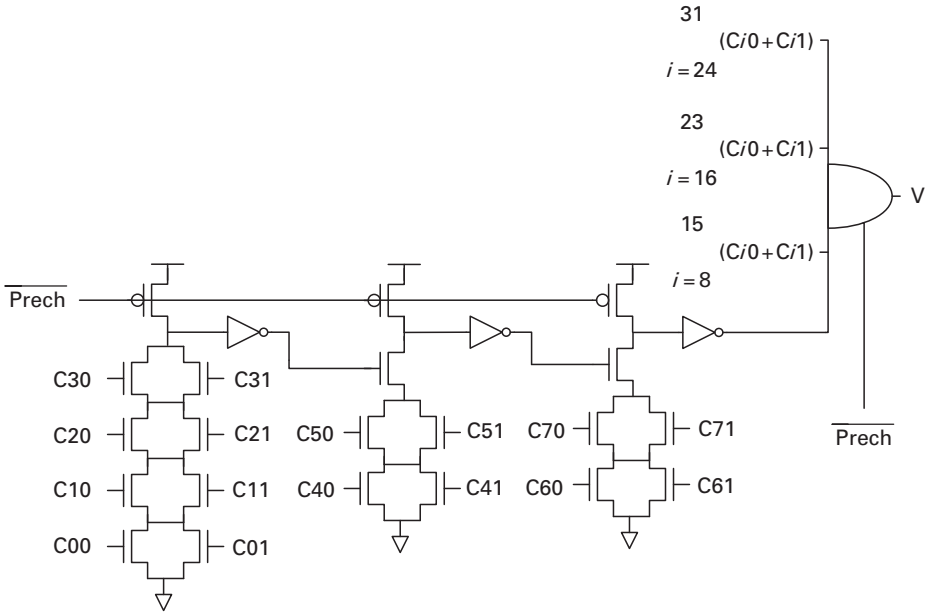 31
(Ci0+Ci1)
i=24
23
(Ci0+Ci1)
i=16
V
15
(Ci0+Ci1)
i=8
Prech
C30 C31
C20 C21
C50 C51
C70 C71
Prech
C10 C11
C40 C41
C60 C61
C00 C01